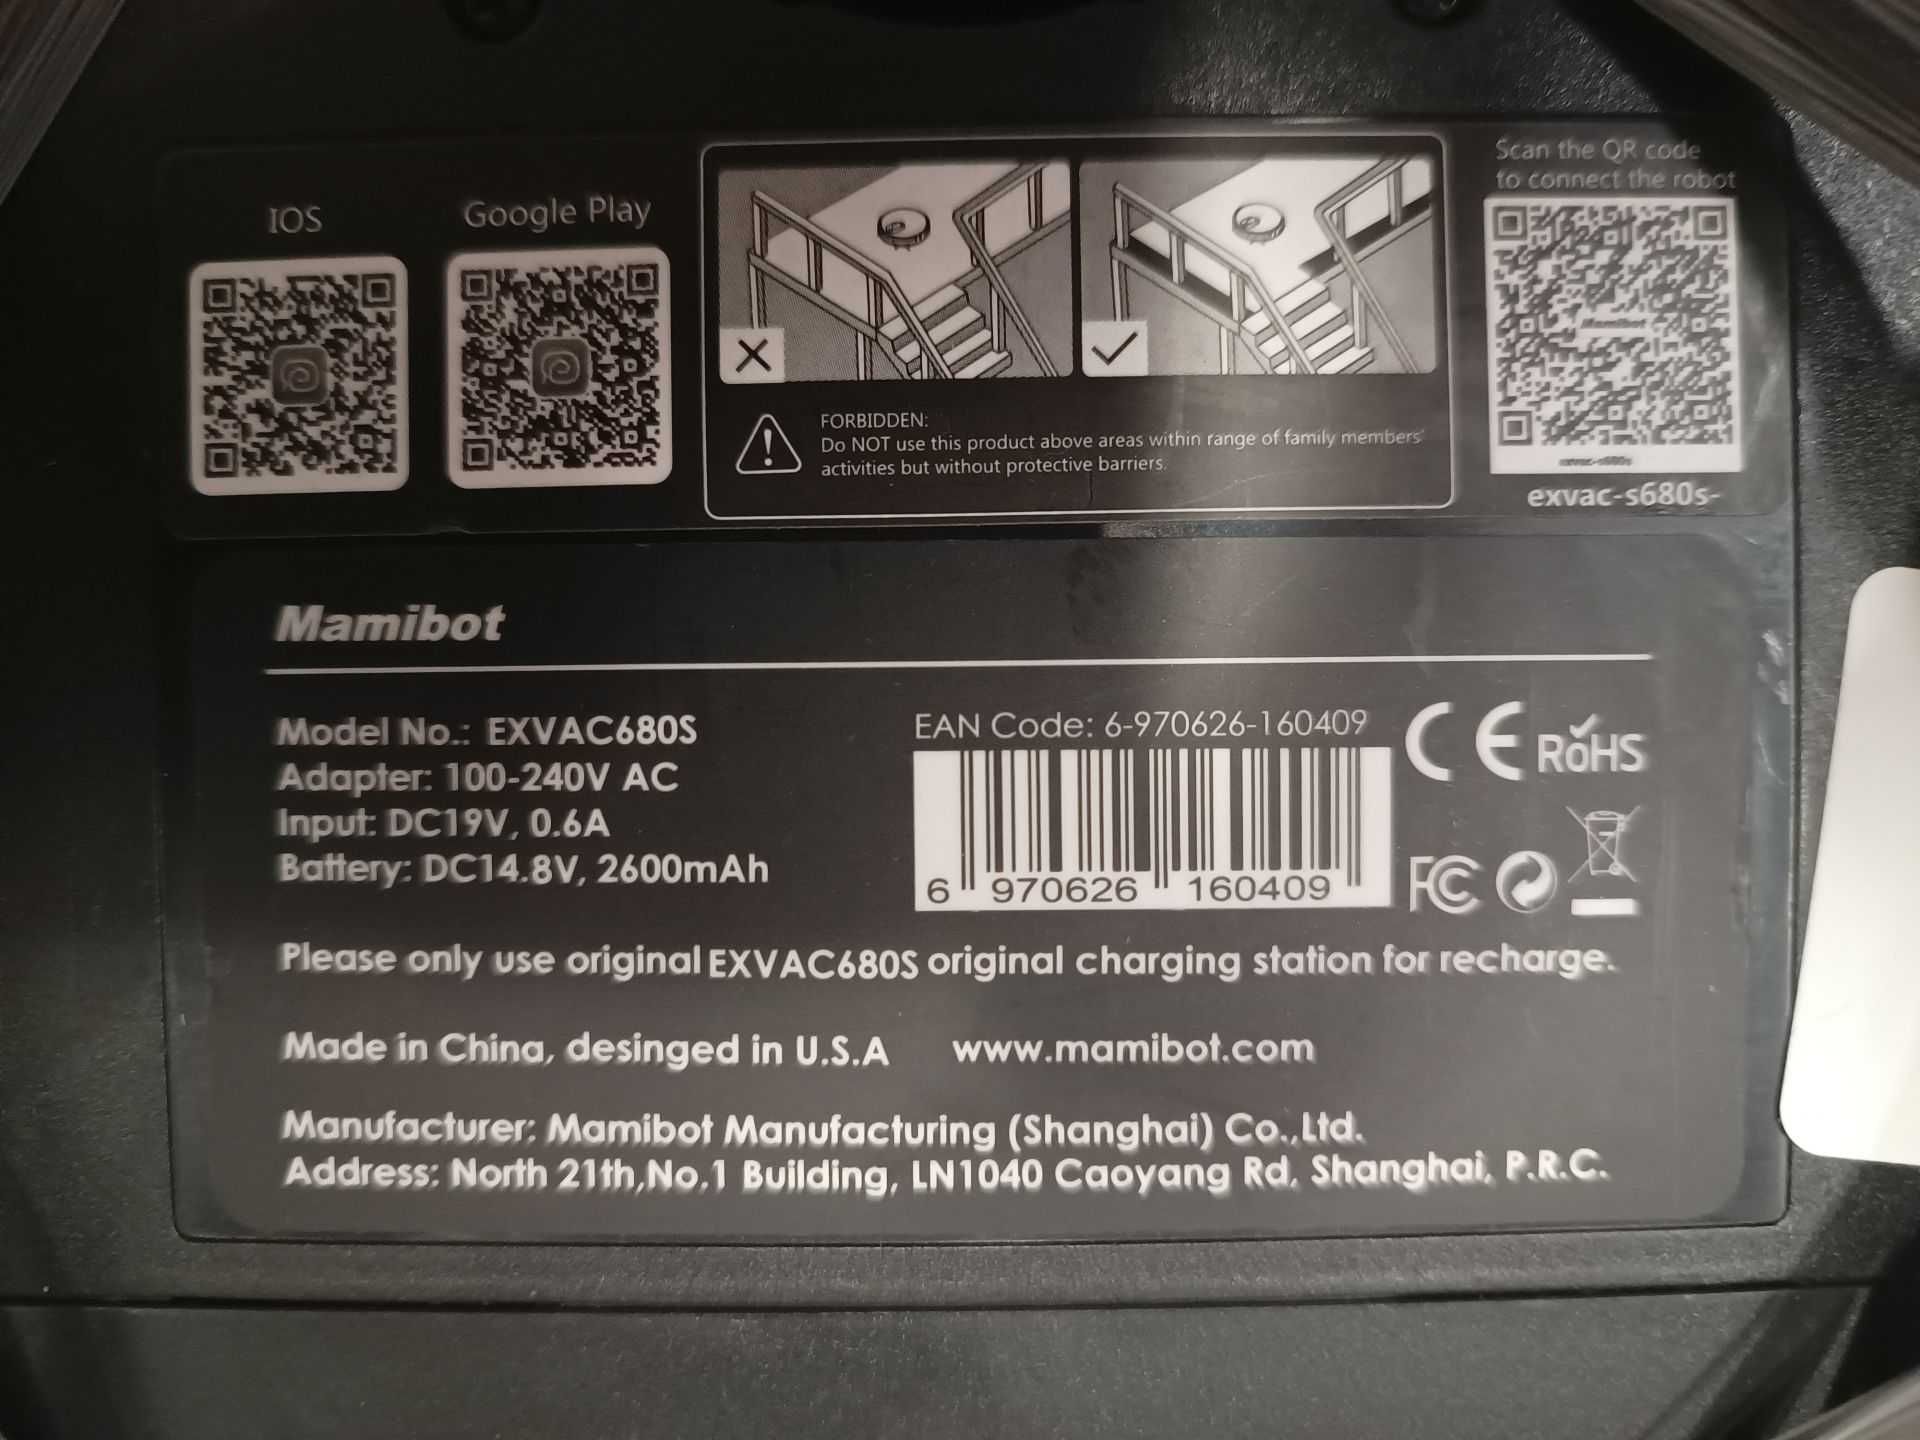 IOS
Google Play
Scan the QR code
to connect the robot
FORBIDDEN:
Do NOT use this product above areas within range of family members'
activities but without protective barriers.
Mamibot
exvac-s680s
exvac-s680s-
Mamibot
Model No.: EXVAC680S
Adapter: 100-240V AC
Input: DC19V, 0.6A
Battery: DC14.8V, 2600mAh
EAN Code: 6-970626-160409
6 970626 160409
CE RoHS
FC
Please only use original EXVAC680S original charging station for recharge.
Made in China, desinged in U.S.A www.mamibot.com
Manufacturer: Mamibot Manufacturing (Shanghai) Co.,Ltd.
Address: North 21th,No.1 Building, LN1040 Caoyang Rd, Shanghai, P.R.C.